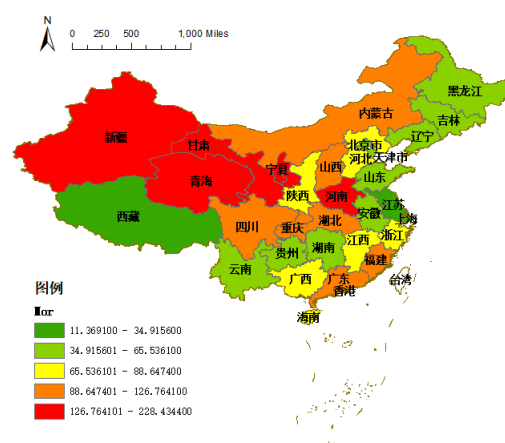 N
0 250 500 1,000 Miles
黑龙江
内蒙古
吉林
新疆
辽宁
北京市
甘肃
河北 天津市
宁夏
山西
山东
青海
陕西
河南
江苏
西藏
安徽
上海
四川
重庆
湖北
浙江
贵州
湖南
江西
云南
福建
广西
广东
台湾
香港
海南
图例
Mor
11.369100 - 34.915600
34.915601 - 65.536100
65.536101 - 88.647400
88.647401 - 126.764100
126.764101 - 228.434400